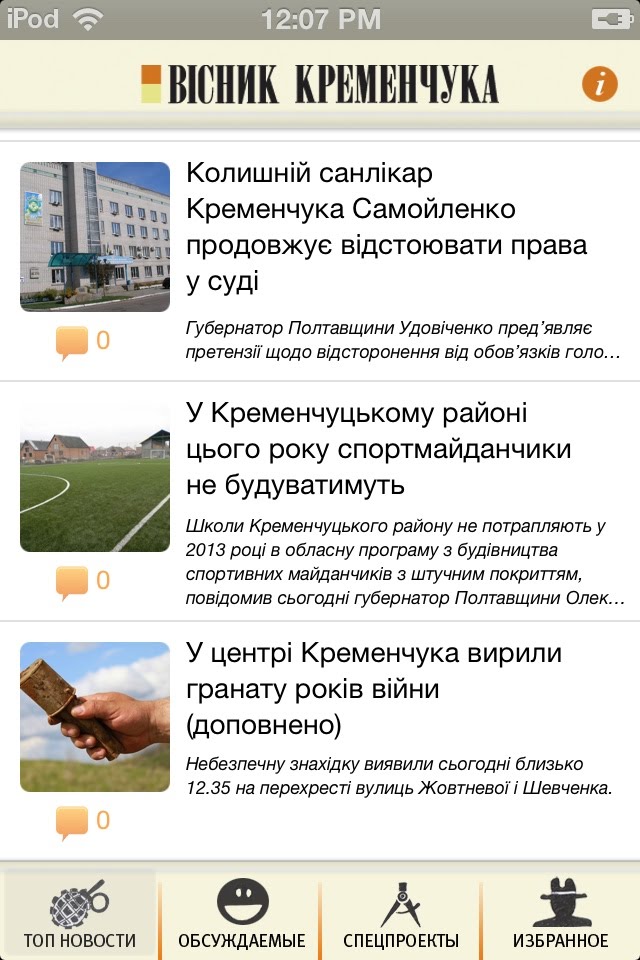 iPod 12:07 PM
ВІСНИК КРЕМЕНЧУКА i
Колишній санлікар
Кременчука Самойленко
продовжує відстоювати права
у суді
Губернатор Полтавщини Удовіченко пред’являє
претензії щодо відсторонення від обов’язків голо…
0
У Кременчуцькому районі
цього року спортмайданчики
не будуватимуть
Школи Кременчуцького району не потрапляють у
2013 році в обласну програму з будівництва
спортивних майданчиків з штучним покриттям,
повідомив сьогодні губернатор Полтавщини Олек…
0
У центрі Кременчука вирили
гранату років війни
(доповнено)
Небезпечну знахідку виявили сьогодні близько
12.35 на перехресті вулиць Жовтневої і Шевченка.
0
ТОП НОВОСТИ ОБСУЖДАЕМЫЕ СПЕЦПРОЕКТЫ ИЗБРАННОЕ